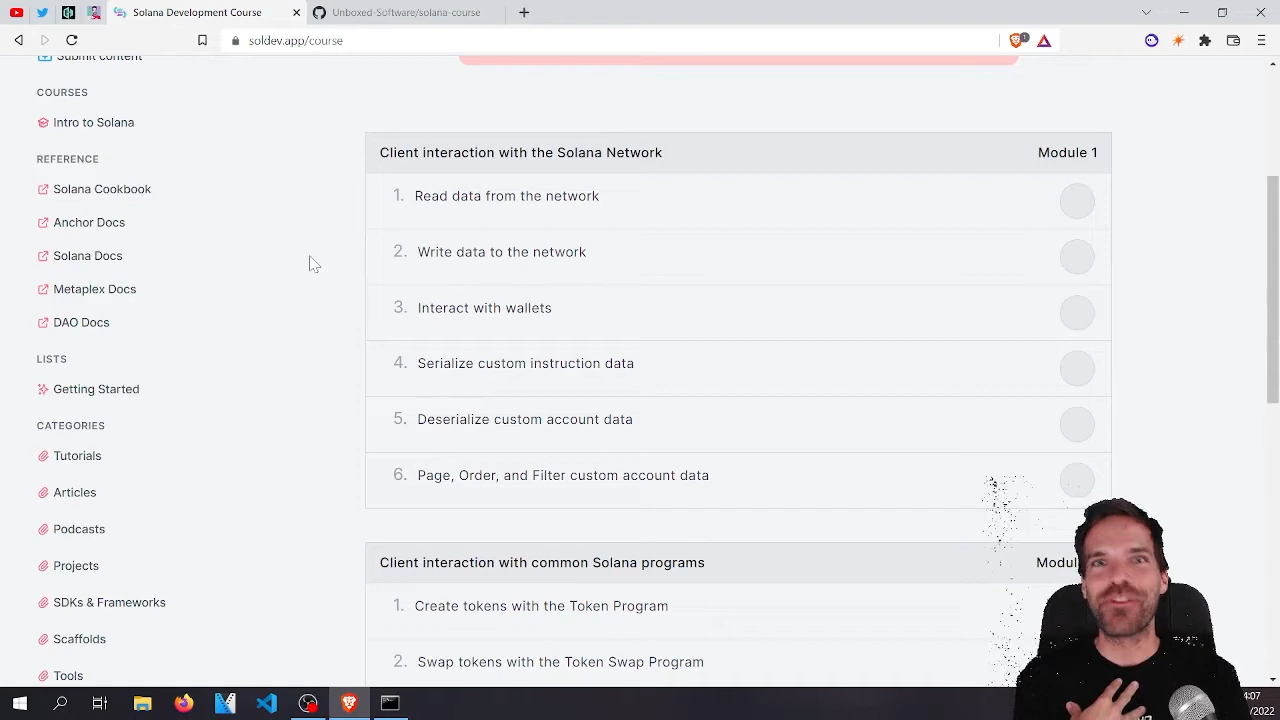 Solana Development Course
Unboxed-Software/solana-course
soldev.app/course
1
Submit content
COURSES
Intro to Solana
REFERENCE
Solana Cookbook
Anchor Docs
Solana Docs
Metaplex Docs
DAO Docs
LISTS
Getting Started
CATEGORIES
Tutorials
Articles
Podcasts
Projects
SDKs & Frameworks
Scaffolds
Tools
Client interaction with the Solana Network
Module 1
1. Read data from the network
2. Write data to the network
3. Interact with wallets
4. Serialize custom instruction data
5. Deserialize custom account data
6. Page, Order, and Filter custom account data
Client interaction with common Solana programs
Modul
1. Create tokens with the Token Program
2. Swap tokens with the Token Swap Program
4:07
/2022